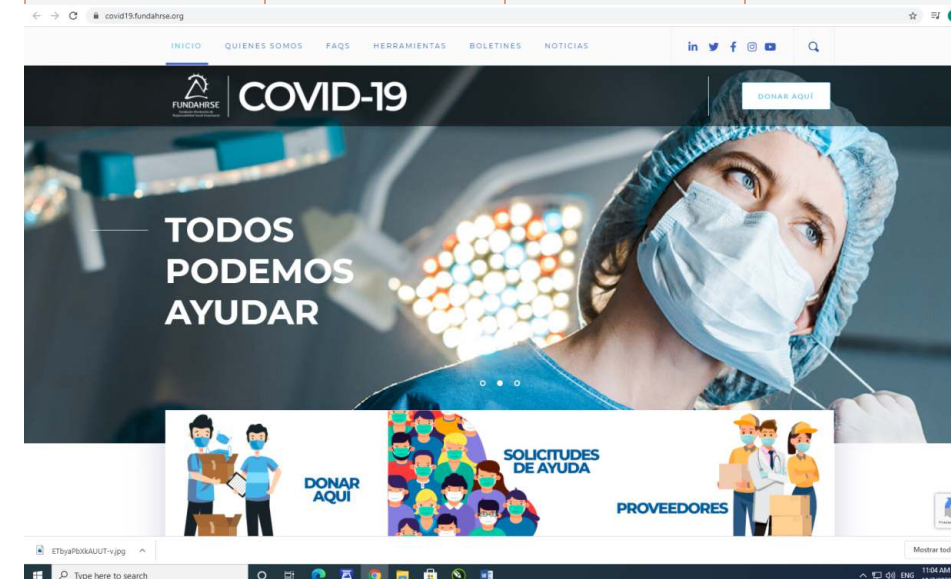 covid19.fundahrse.org
INICIO QUIENES SOMOS FAQS HERRAMIENTAS BOLETINES NOTICIAS
FUNDAHRSE
COVID-19
DONAR AQUÍ
TODOS
PODEMOS
AYUDAR
DONAR
AQUÍ
SOLICITUDES
DE AYUDA
PROVEEDORES
ETbyaPbXkAUUT-v.jpg
Mostrar tod
Type here to search
ENG
11:04 AM